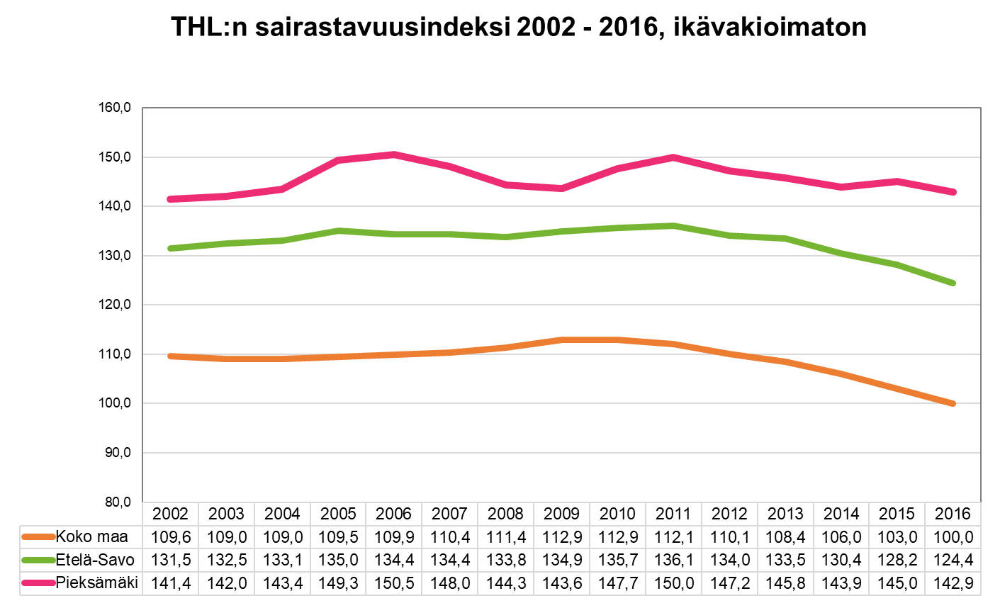 THL:n sairastavuusindeksi 2002 - 2016, ikävakioimaton
160,0
150,0
140,0
130,0
120,0
110,0
100,0
90,0
80,0
2002 2003 2004 2005 2006 2007 2008 2009 2010 2011 2012 2013 2014 2015 2016
Koko maa 109,6 109,0 109,0 109,5 109,9 110,4 111,4 112,9 112,9 112,1 110,1 108,4 106,0 103,0 100,0
Etelä-Savo 131,5 132,5 133,1 135,0 134,4 134,4 133,8 134,9 135,7 136,1 134,0 133,5 130,4 128,2 124,4
Pieksämäki 141,4 142,0 143,4 149,3 150,5 148,0 144,3 143,6 147,7 150,0 147,2 145,8 143,9 145,0 142,9